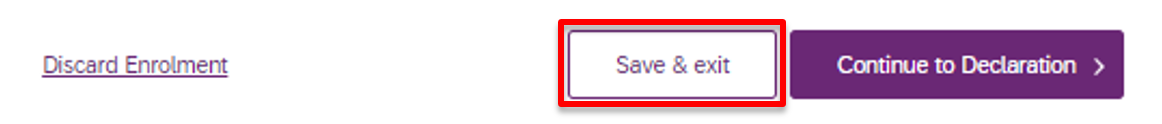 Discard Enrolment Save & exit Continue to Declaration